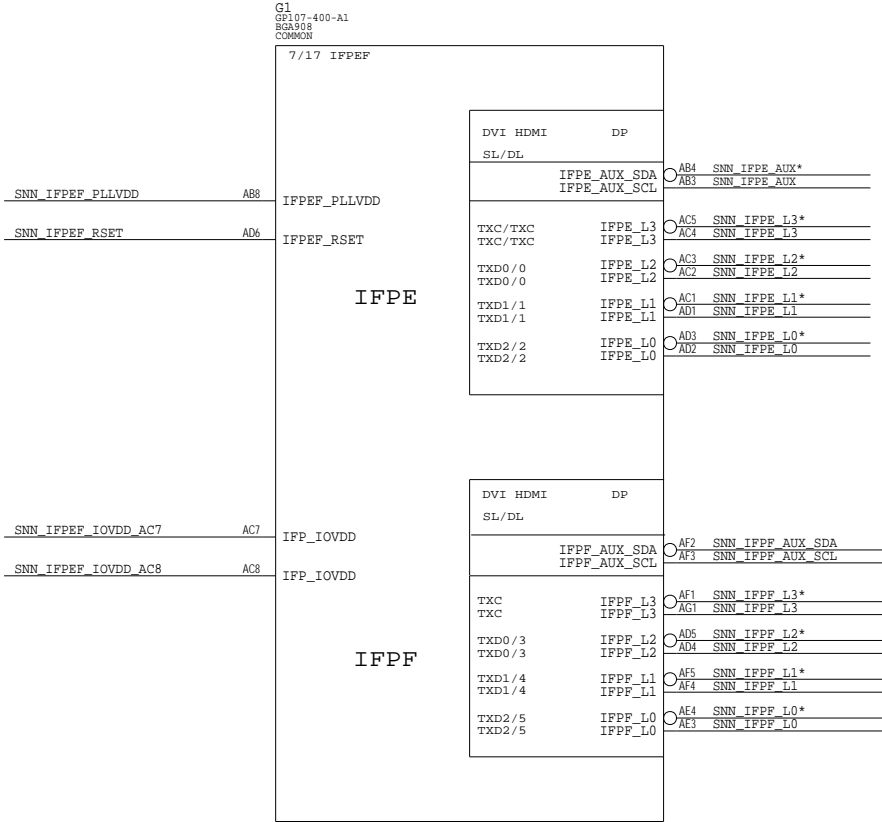 G1
GP107-400-A1
BGA908
COMMON
7/17 IFPEF
DVI HDMI DP
SL/DL
IFPE_AUX_SDA AB4 SNN_IFPE_AUX*
IFPE_AUX_SCL AB3 SNN_IFPE_AUX
SNN_IFPEF_PLLVDD AB8 IFPEF_PLLVDD
TXC/TXC IFPE_L3 AC5 SNN_IFPE_L3*
TXC/TXC IFPE_L3 AC4 SNN_IFPE_L3
SNN_IFPEF_RSET AD6 IFPEF_RSET
TXD0/0 IFPE_L2 AC3 SNN_IFPE_L2*
TXD0/0 IFPE_L2 AC2 SNN_IFPE_L2
IFPE
TXD1/1 IFPE_L1 AC1 SNN_IFPE_L1*
TXD1/1 IFPE_L1 AD1 SNN_IFPE_L1
TXD2/2 IFPE_L0 AD3 SNN_IFPE_L0*
TXD2/2 IFPE_L0 AD2 SNN_IFPE_L0
DVI HDMI DP
SL/DL
SNN_IFPEF_IOVDD_AC7 AC7 IFP_IOVDD
IFPF_AUX_SDA AF2 SNN_IFPF_AUX_SDA
IFPF_AUX_SCL AF3 SNN_IFPF_AUX_SCL
SNN_IFPEF_IOVDD_AC8 AC8 IFP_IOVDD
TXC IFPF_L3 AF1 SNN_IFPF_L3*
TXC IFPF_L3 AG1 SNN_IFPF_L3
TXD0/3 IFPF_L2 AD5 SNN_IFPF_L2*
TXD0/3 IFPF_L2 AD4 SNN_IFPF_L2
IFPF
TXD1/4 IFPF_L1 AF5 SNN_IFPF_L1*
TXD1/4 IFPF_L1 AF4 SNN_IFPF_L1
TXD2/5 IFPF_L0 AE4 SNN_IFPF_L0*
TXD2/5 IFPF_L0 AE3 SNN_IFPF_L0